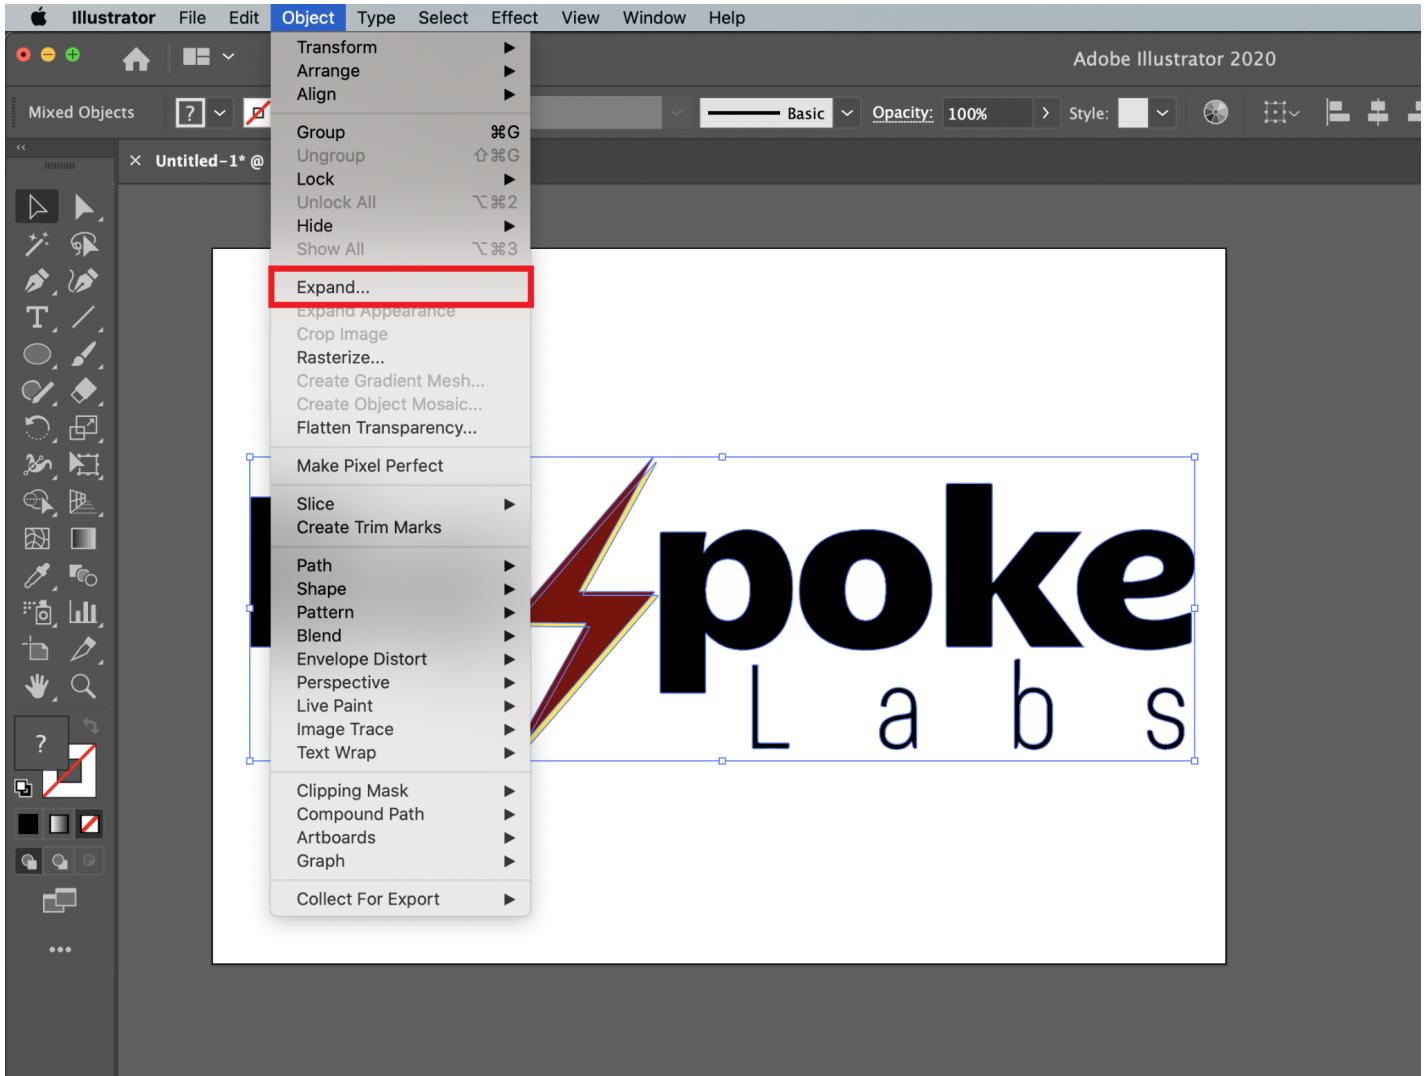 Illustrator File Edit Object Type Select Effect View Window Help
Adobe Illustrator 2020
Mixed Objects ? Basic Opacity: 100% Style:
× Untitled-1* @
Transform
Arrange
Align
Group ⌘G
Ungroup ⇧⌘G
Lock
Unlock All ⌥⌘2
Hide
Show All ⌥⌘3
Expand...
Expand Appearance
Crop Image
Rasterize...
Create Gradient Mesh...
Create Object Mosaic...
Flatten Transparency...
Make Pixel Perfect
Slice
Create Trim Marks
Path
Shape
Pattern
Blend
Envelope Distort
Perspective
Live Paint
Image Trace
Text Wrap
Clipping Mask
Compound Path
Artboards
Graph
Collect For Export
poke
Labs
?